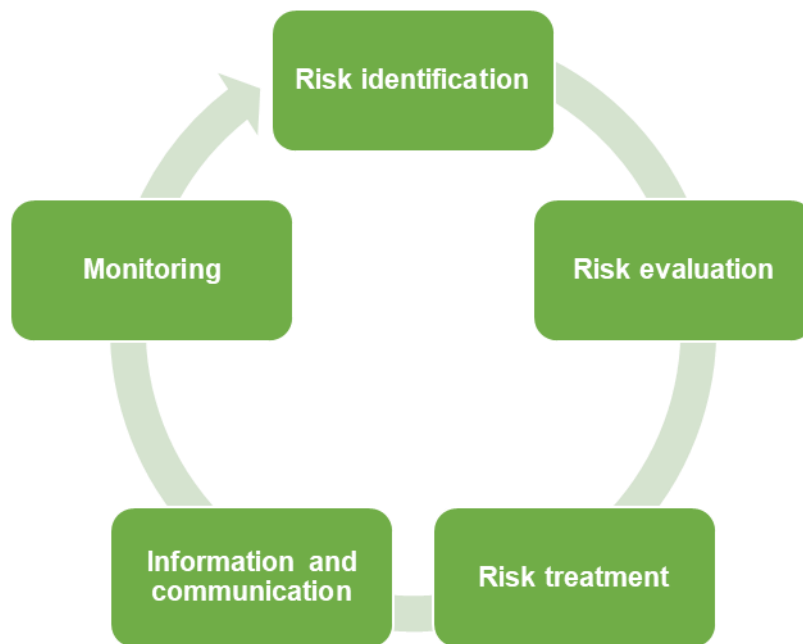 Risk identification
Risk evaluation
Risk treatment
Information and
communication
Monitoring